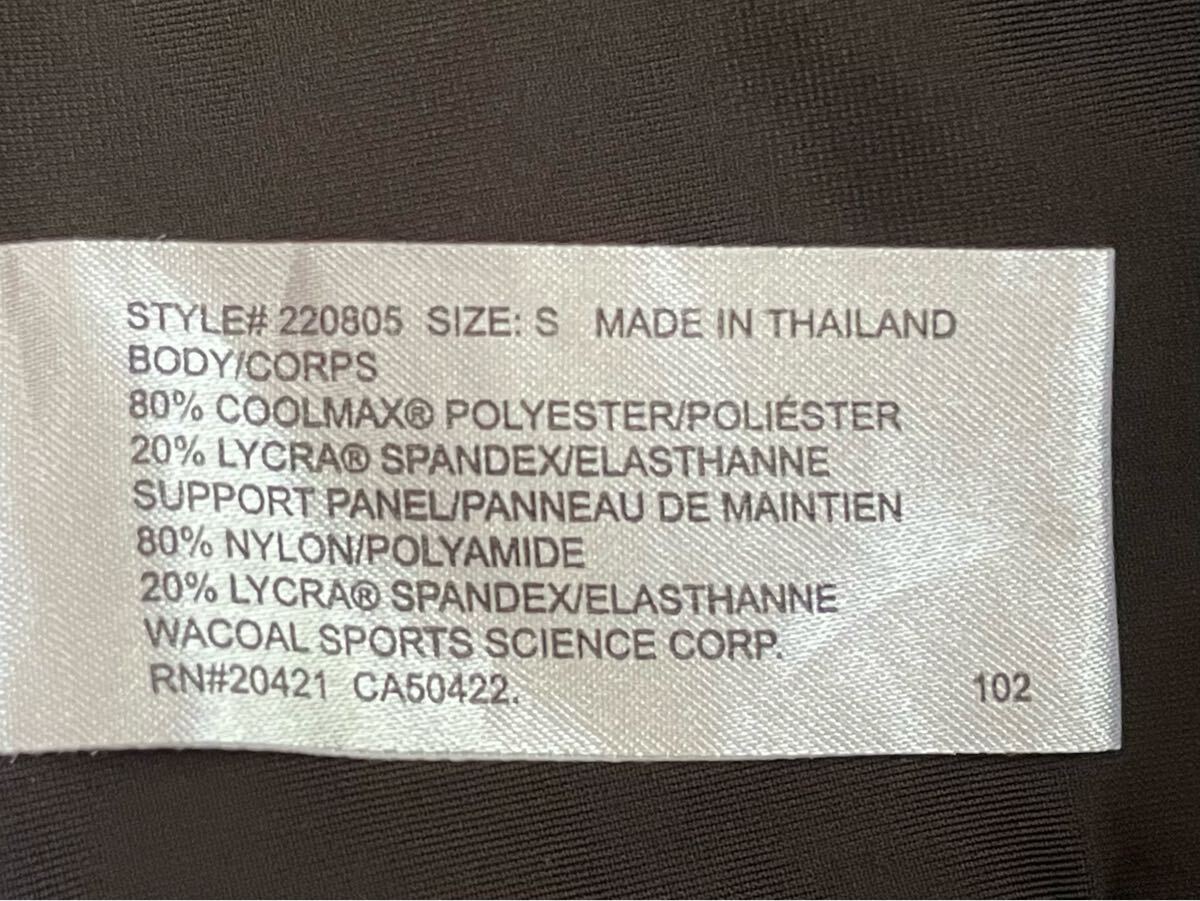 STYLE# 220805 SIZE: S MADE IN THAILAND
BODY/CORPS
80% COOLMAX® POLYESTER/POLIÉSTER
20% LYCRA® SPANDEX/ELASTHANNE
SUPPORT PANEL/PANNEAU DE MAINTIEN
80% NYLON/POLYAMIDE
20% LYCRA® SPANDEX/ELASTHANNE
WACOAL SPORTS SCIENCE CORP.
RN#20421 CA50422. 102